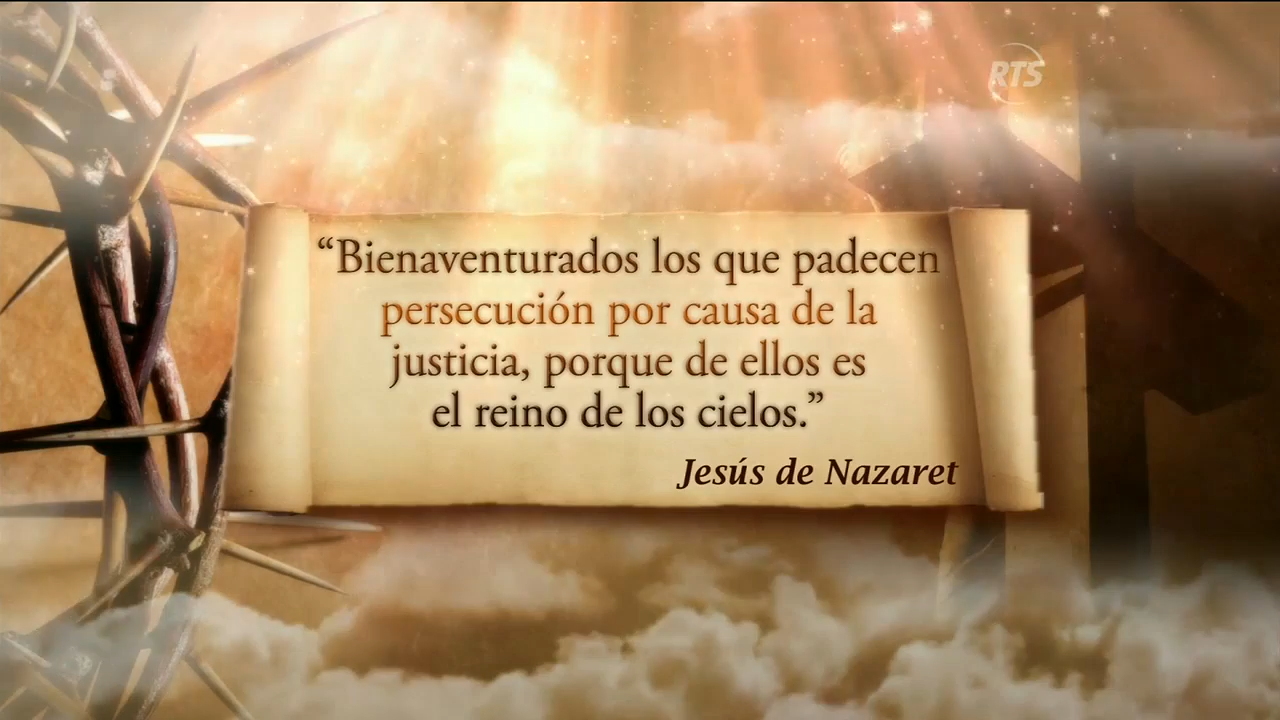 RTS
“Bienaventurados los que padecen
persecución por causa de la
justicia, porque de ellos es
el reino de los cielos.”
Jesús de Nazaret